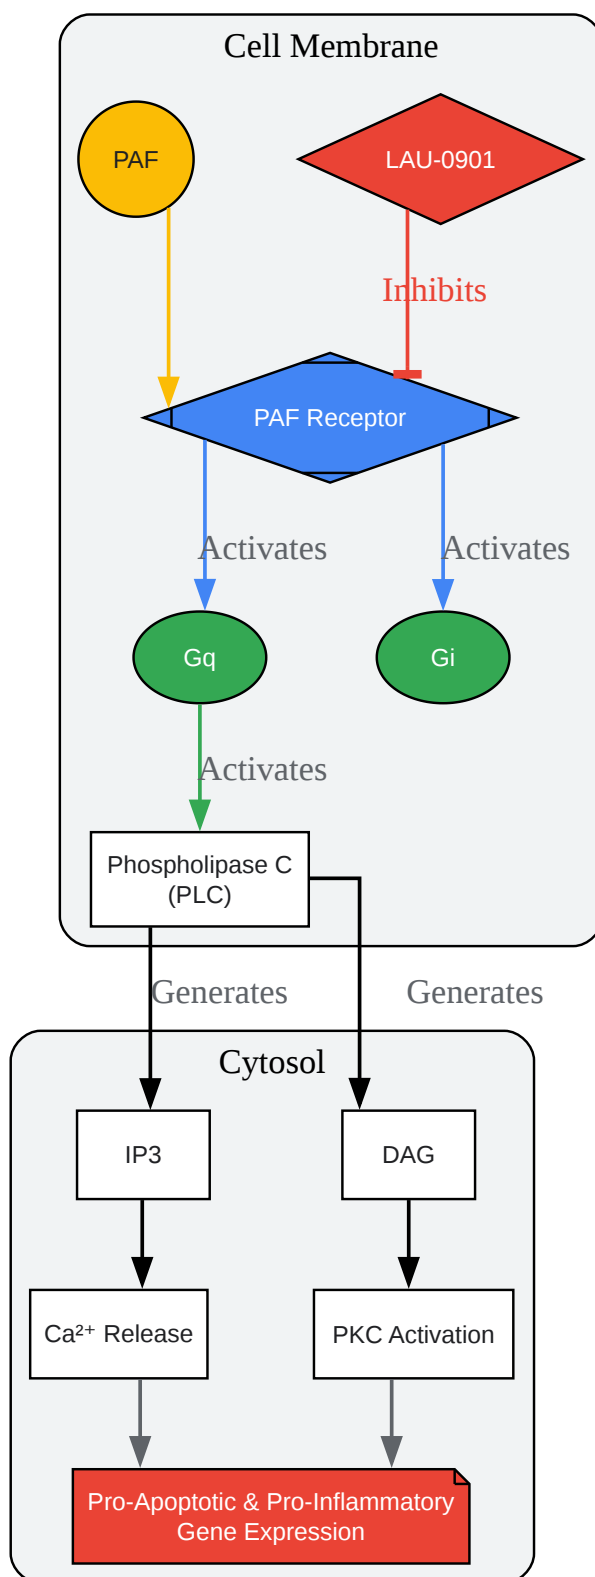 Cell Membrane
PAF
LAU-0901
Inhibits
PAF Receptor
Activates
Activates
Gq
Gi
Activates
Phospholipase C
(PLC)
Generates
Generates
Cytosol
IP3
DAG
Ca²⁺ Release
PKC Activation
Pro-Apoptotic & Pro-Inflammatory
Gene Expression